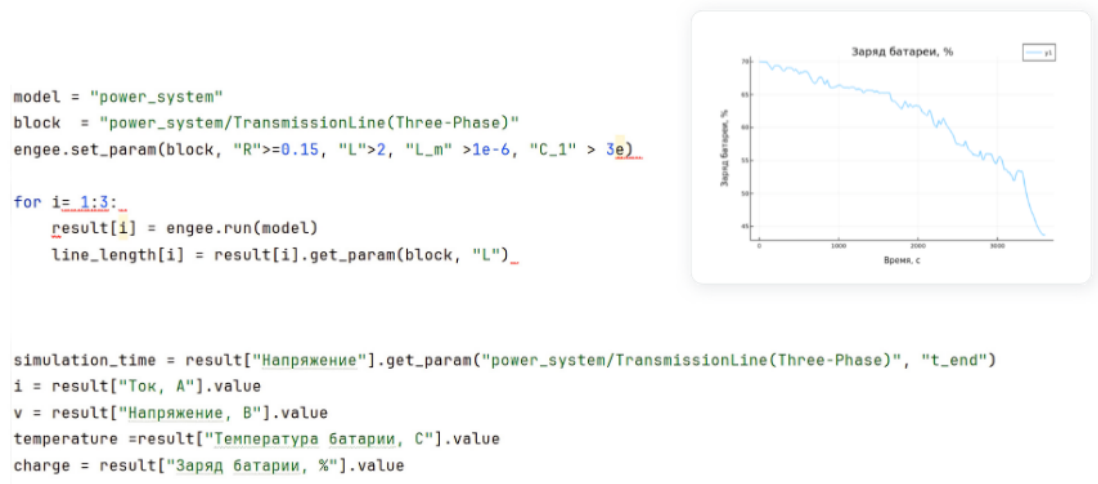 model = "power_system"
block  = "power_system/TransmissionLine(Three-Phase)"
engee.set_param(block, "R">=0.15, "L">2, "L_m" >1e-6, "C_1" > 3e)
for i= 1:3:
    result[i] = engee.run(model)
    line_length[i] = result[i].get_param(block, "L")
Заряд батареи, %
y1
Заряд батареи, %
70
65
60
55
50
45
0
1000
2000
3000
Время, с
simulation_time = result["Напряжение"].get_param("power_system/TransmissionLine(Three-Phase)", "t_end")
i = result["Ток, А"].value
v = result["Напряжение, В"].value
temperature =result["Температура батарии, С"].value
charge = result["Заряд батарии, %"].value